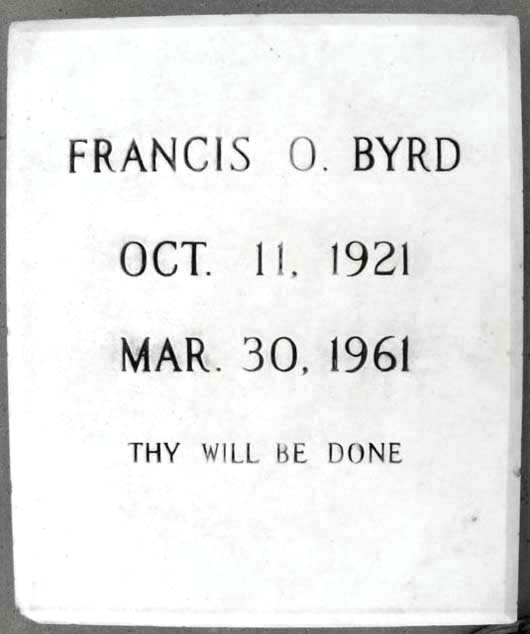 FRANCIS O. BYRD
OCT. 11, 1921
MAR. 30, 1961
THY WILL BE DONE